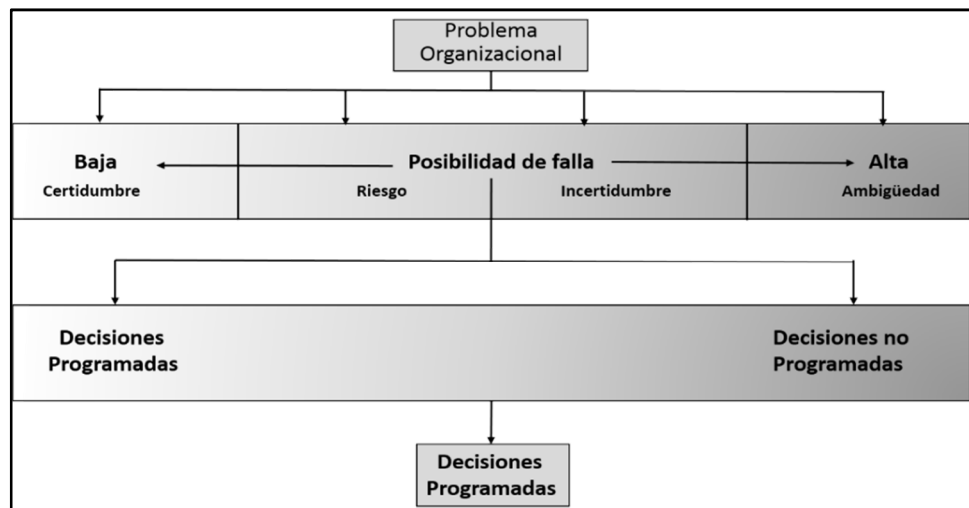 Problema
Organizacional
Baja
Posibilidad de falla
Alta
Certidumbre
Riesgo
Incertidumbre
Ambigüedad
Decisiones
Programadas
Decisiones no
Programadas
Decisiones
Programadas